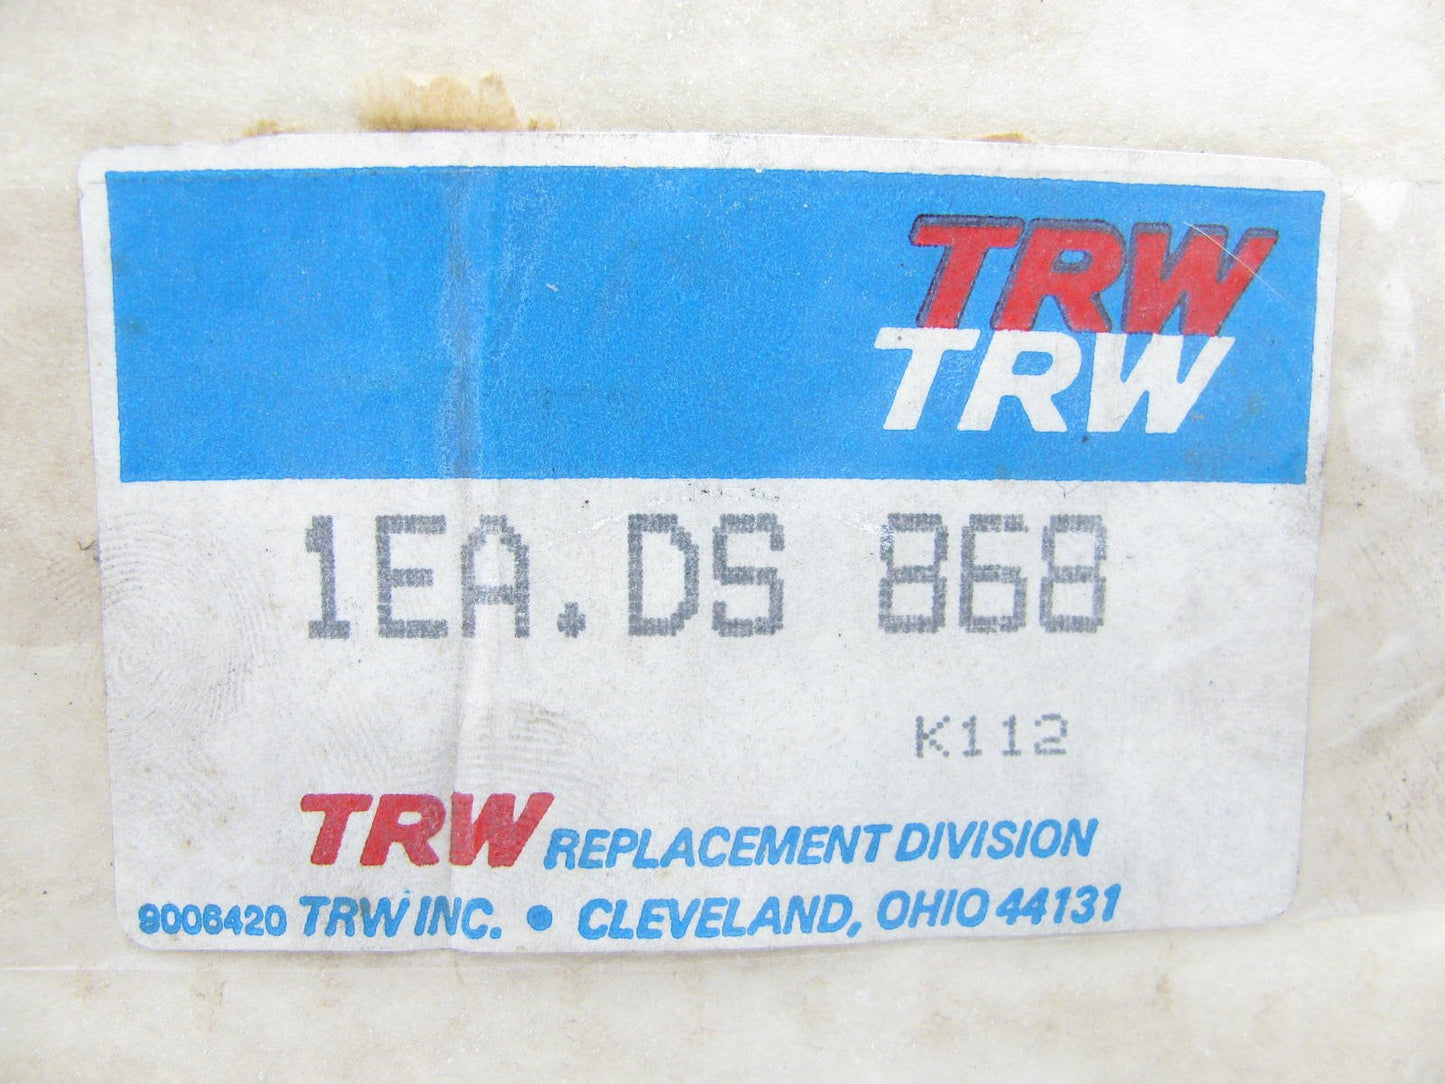 TRW
TRW
1EA.DS 868
K112
TRW REPLACEMENT DIVISION
9006420 TRW INC. • CLEVELAND, OHIO 44131